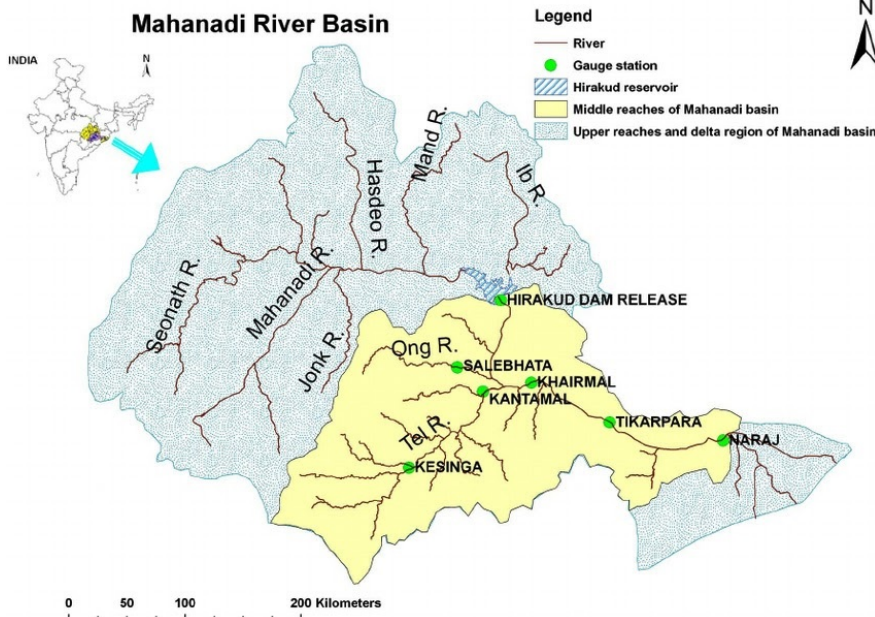 Mahanadi River Basin
INDIA
N
Legend
River
Gauge station
Hirakud reservoir
Middle reaches of Mahanadi basin
Upper reaches and delta region of Mahanadi basin
N
Hasdeo R.
Mand R.
Ib R.
Seonath R.
Mahanadi R.
Jonk R.
HIRAKUD DAM RELEASE
Ong R.
SALEBHATA
KHAIRMAL
KANTAMAL
TIKARPARA
Tel R.
NARAJ
KESINGA
0 50 100 200 Kilometers